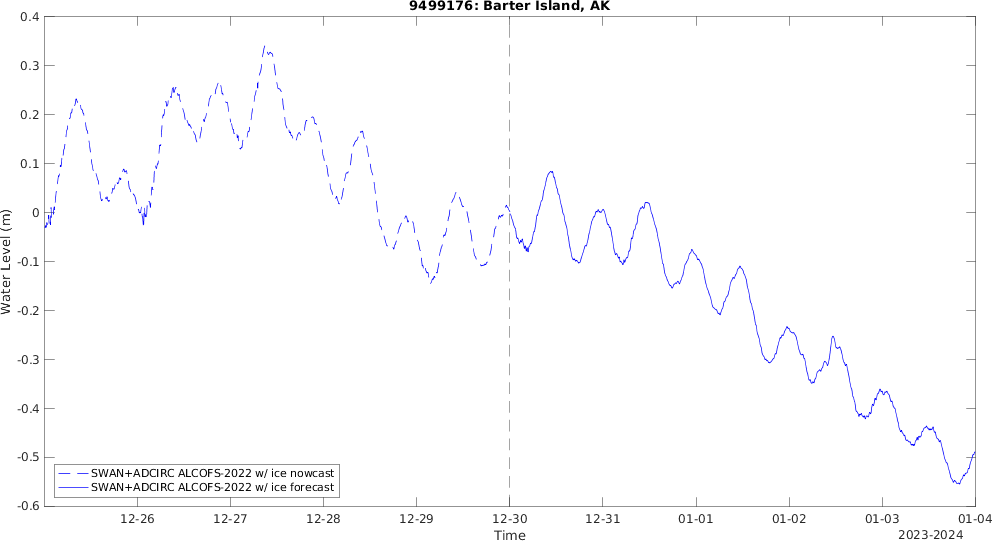 9499176: Barter Island, AK
0.4
0.3
0.2
0.1
0
-0.1
-0.2
-0.3
-0.4
-0.5
-0.6
Water Level (m)
SWAN+ADCIRC ALCOFS-2022 w/ ice nowcast
SWAN+ADCIRC ALCOFS-2022 w/ ice forecast
12-26 12-27 12-28 12-29 12-30 12-31 01-01 01-02 01-03 01-04
Time
2023-2024